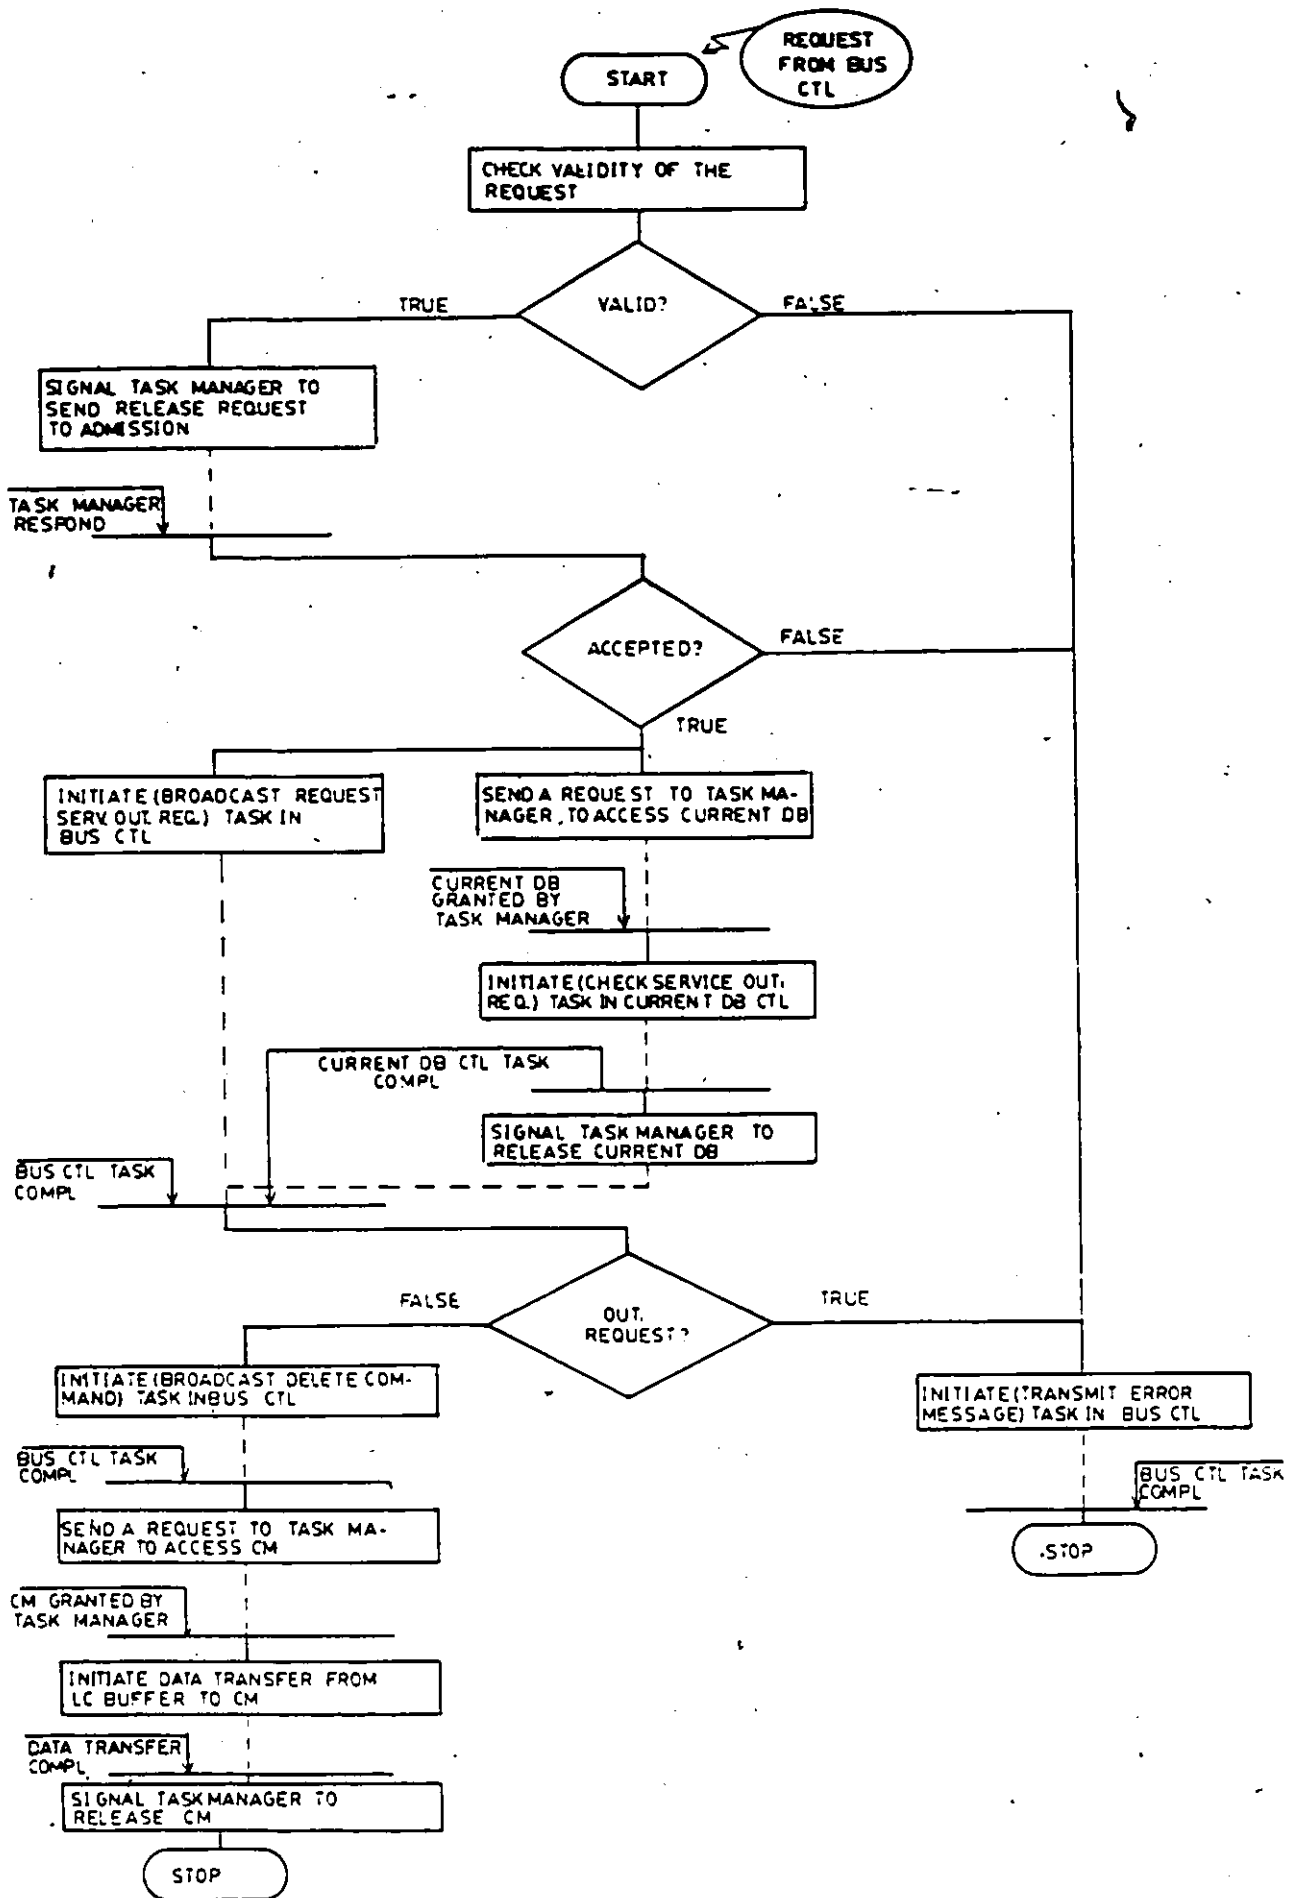 REQUEST
FROM BUS
CTL
START
CHECK VALIDITY OF THE
REQUEST
VALID?
TRUE
FALSE
SIGNAL TASK MANAGER TO
SEND RELEASE REQUEST
TO ADMISSION
TASK MANAGER
RESPOND
ACCEPTED?
FALSE
TRUE
INITIATE (BROADCAST REQUEST
SERV. OUT. REQ.) TASK IN
BUS CTL
SEND A REQUEST TO TASK MA-
NAGER, TO ACCESS CURRENT DB
CURRENT DB
GRANTED BY
TASK MANAGER
INITIATE (CHECK SERVICE OUT.
REQ.) TASK IN CURRENT DB CTL
CURRENT DB CTL TASK
COMPL
SIGNAL TASK MANAGER TO
RELEASE CURRENT DB
BUS CTL TASK
COMPL
OUT.
REQUEST?
FALSE
TRUE
INITIATE (BROADCAST DELETE COM-
MAND) TASK IN BUS CTL
INITIATE (TRANSMIT ERROR
MESSAGE) TASK IN BUS CTL
BUS CTL TASK
COMPL
BUS CTL TASK
COMPL
SEND A REQUEST TO TASK MA-
NAGER TO ACCESS CM
STOP
CM GRANTED BY
TASK MANAGER
INITIATE DATA TRANSFER FROM
LC BUFFER TO CM
DATA TRANSFER
COMPL
SIGNAL TASK MANAGER TO
RELEASE CM
STOP